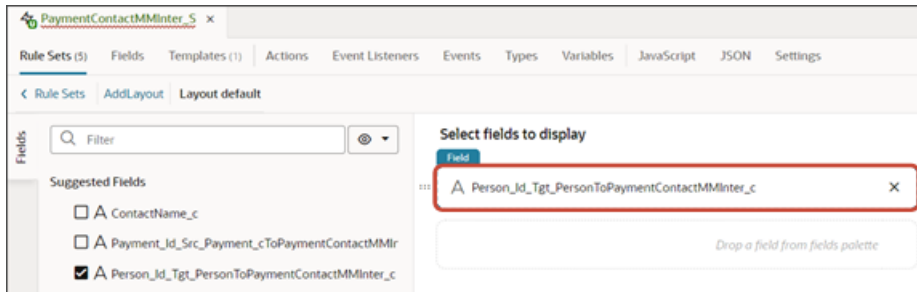 PaymentContactMMInter_S ×
Rule Sets (5) Fields Templates (1) Actions Event Listeners Events Types Variables JavaScript JSON Settings
Rule Sets AddLayout Layout default
Fields
Filter
Suggested Fields
ContactName_c
Payment_Id_Src_Payment_cToPaymentContactMMIr
Person_Id_Tgt_PersonToPaymentContactMMInter_c
Select fields to display
Field
Person_Id_Tgt_PersonToPaymentContactMMInter_c
Drop a field from fields palette